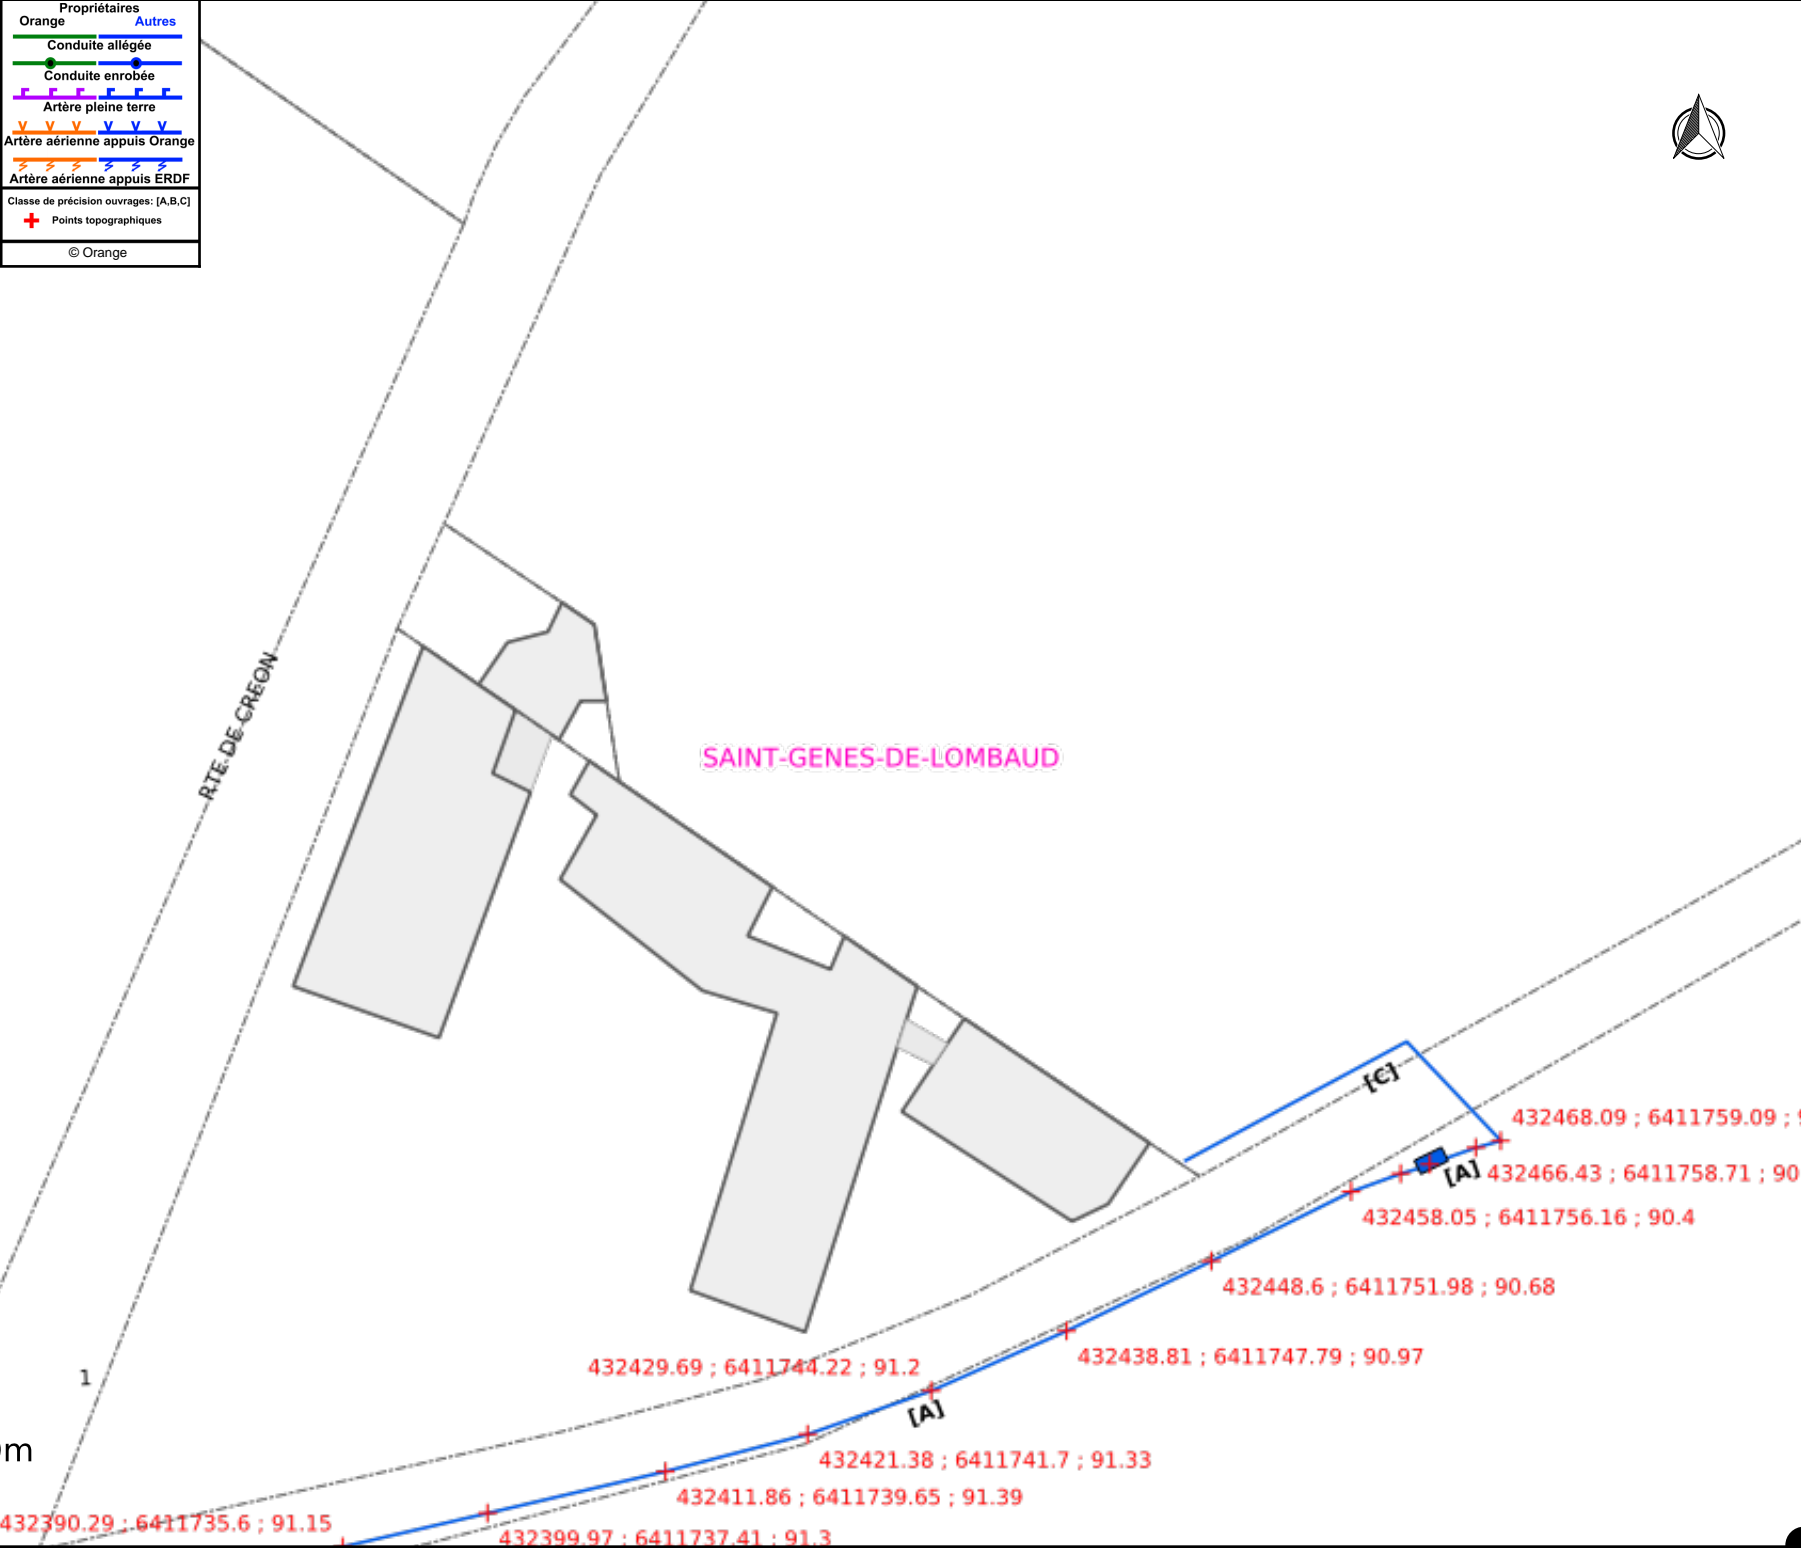 Propriétaires
Orange Autres
Conduite allégée
Conduite enrobée
Artère pleine terre
Artère aérienne appuis Orange
Artère aérienne appuis ERDF
Classe de précision ouvrages: [A,B,C]
Points topographiques
© Orange
RTE DE CREON
SAINT-GENES-DE-LOMBAUD
[C]
432468.09 ; 6411759.09 ; 9
[A]
432466.43 ; 6411758.71 ; 90
432458.05 ; 6411756.16 ; 90.4
432448.6 ; 6411751.98 ; 90.68
432438.81 ; 6411747.79 ; 90.97
432429.69 ; 6411744.22 ; 91.2
1
[A]
m
432421.38 ; 6411741.7 ; 91.33
432411.86 ; 6411739.65 ; 91.39
432390.29 ; 6411735.6 ; 91.15
432399.97 ; 6411737.41 ; 91.3